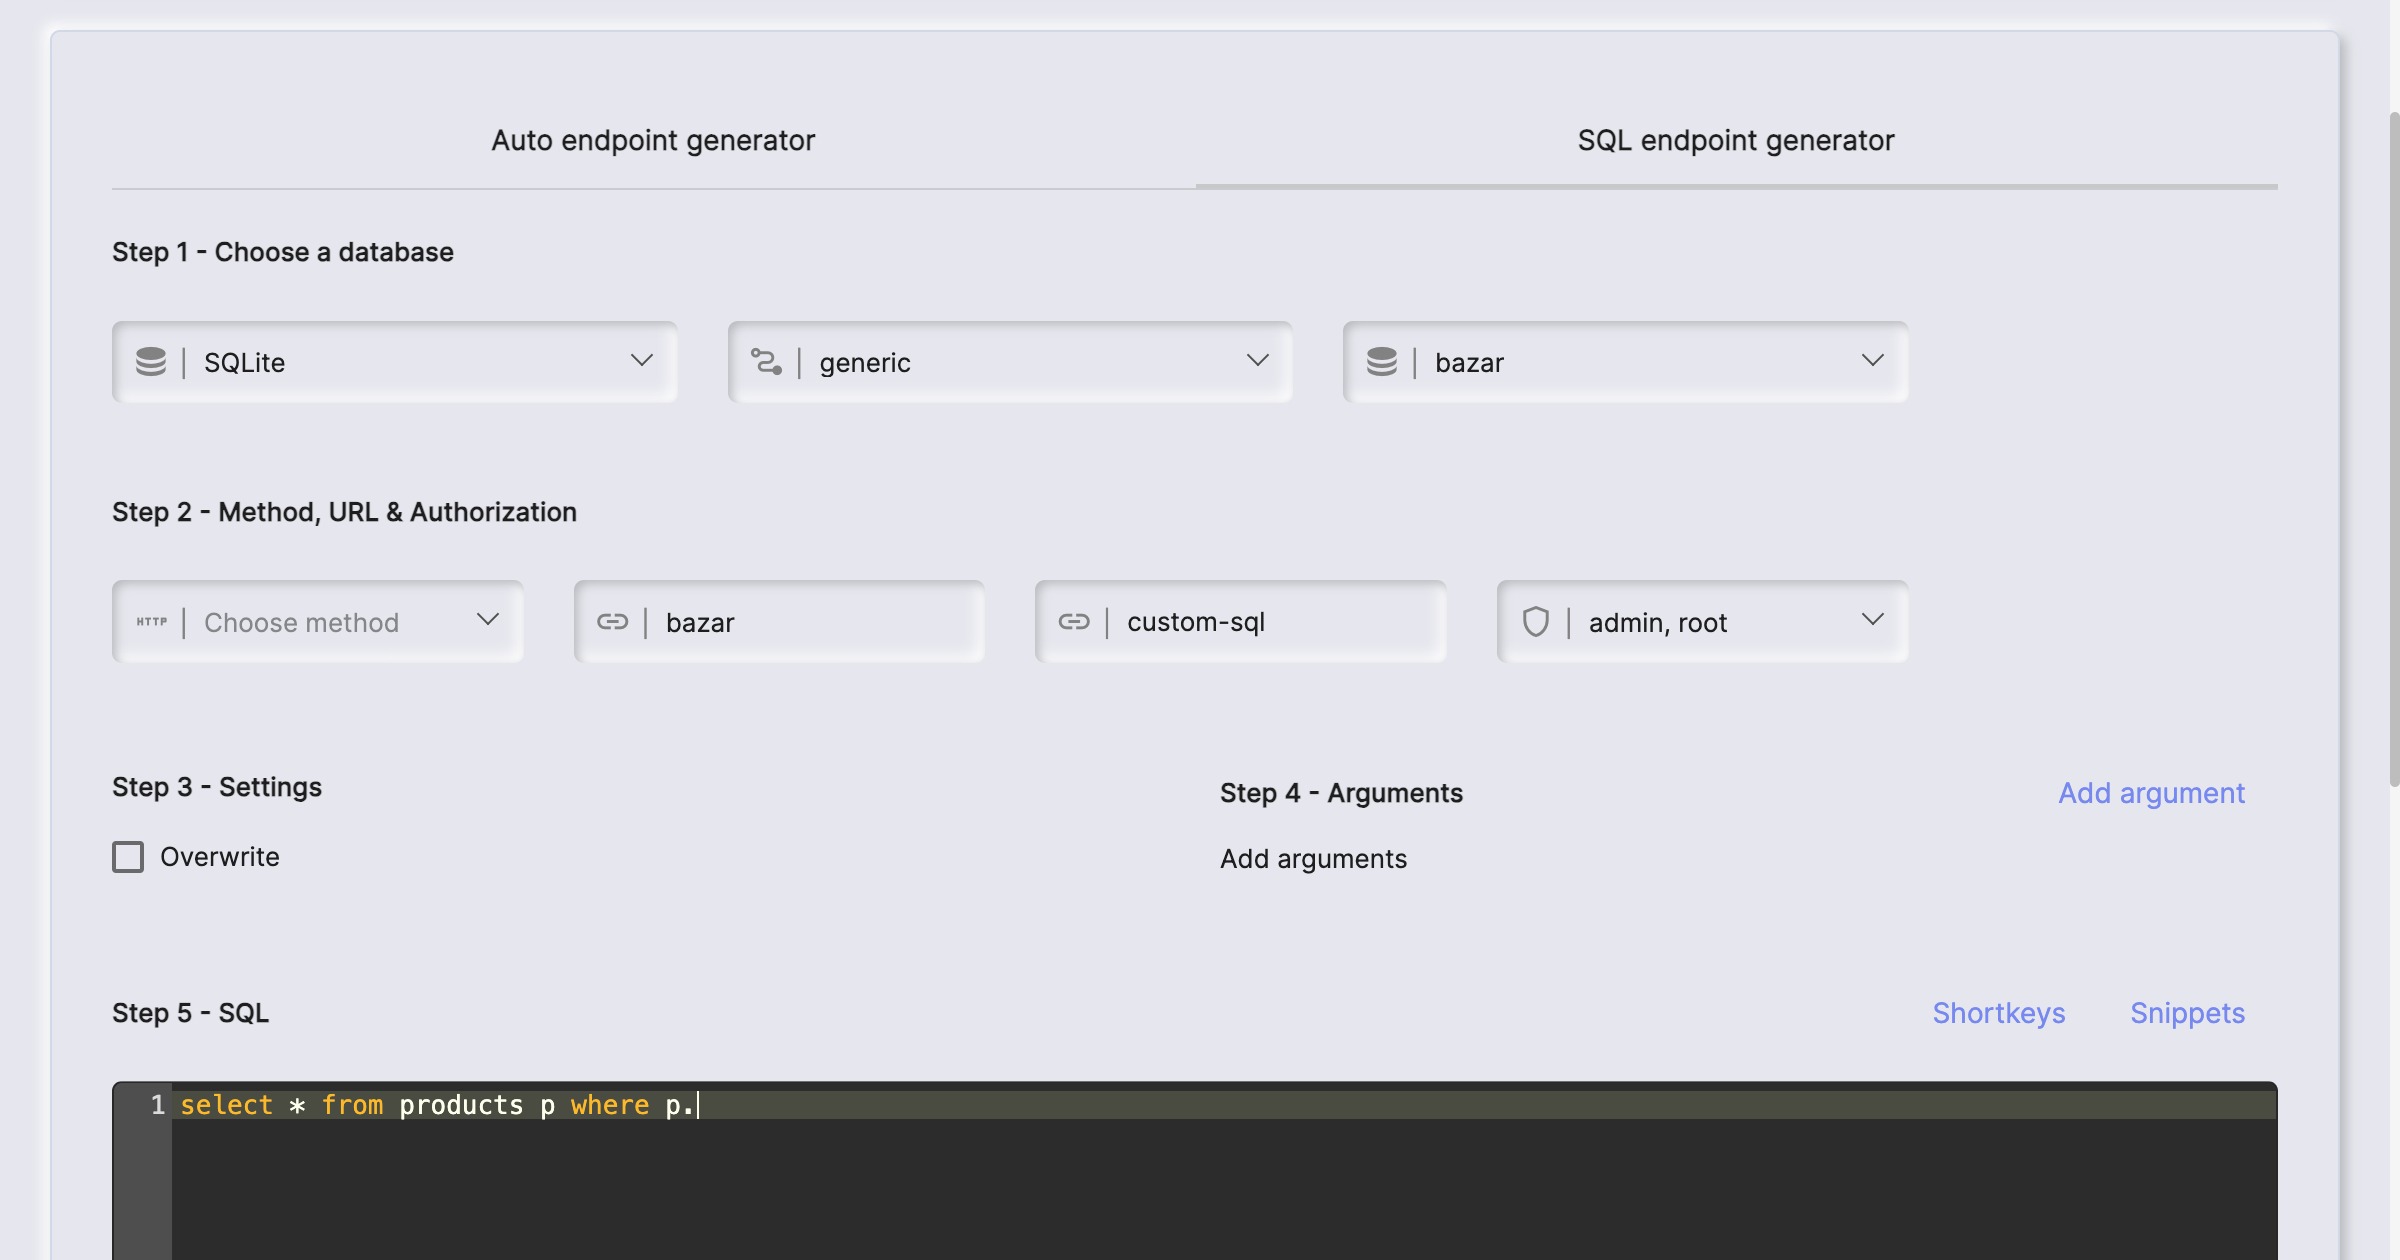 Auto endpoint generator
SQL endpoint generator
Step 1 - Choose a database
SQLite
generic
bazar
Step 2 - Method, URL & Authorization
HTTP
Choose method
bazar
custom-sql
admin, root
Step 3 - Settings
Overwrite
Step 4 - Arguments
Add argument
Add arguments
Step 5 - SQL
Shortkeys
Snippets
1
select * from products p where p.